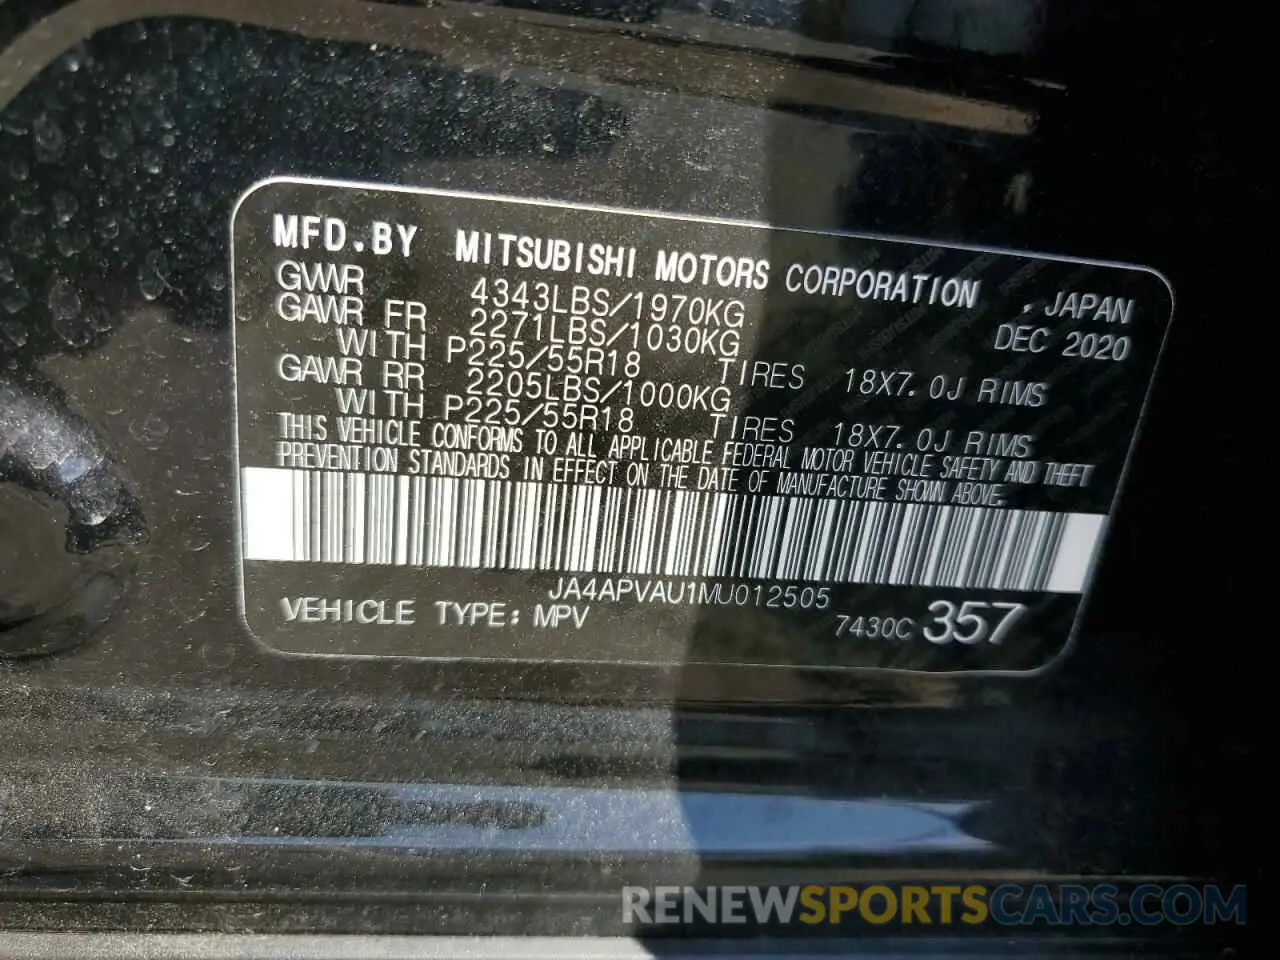 MFD.BY MITSUBISHI MOTORS CORPORATION , JAPAN
GVWR 4343LBS/1970KG DEC 2020
GAWR FR 2271LBS/1030KG
WITH P225/55R18 TIRES 18X7.0J RIMS
GAWR RR 2205LBS/1000KG
WITH P225/55R18 TIRES 18X7.0J RIMS
THIS VEHICLE CONFORMS TO ALL APPLICABLE FEDERAL MOTOR VEHICLE SAFETY AND THEFT
PREVENTION STANDARDS IN EFFECT ON THE DATE OF MANUFACTURE SHOWN ABOVE.
JA4APVAU1MU012505
VEHICLE TYPE: MPV 7430C 357
RENEWSPORTSCARS.COM